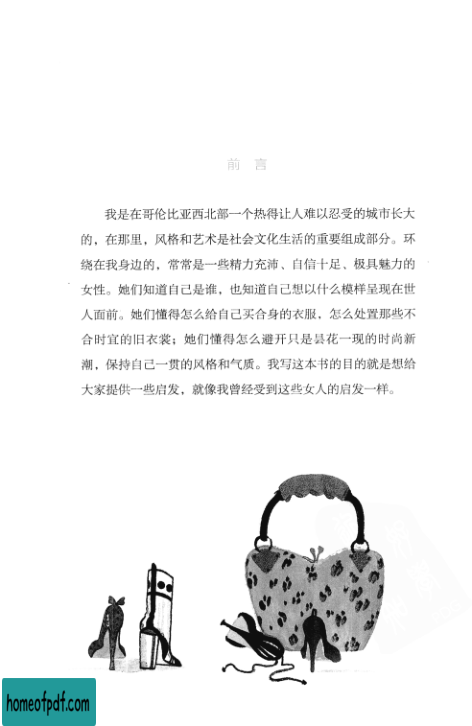 前 言
我是在哥伦比亚西北部一个热得让人难以忍受的城市长大
的，在那里，风格和艺术是社会文化生活的重要组成部分。环
绕在我身边的，常常是一些精力充沛、自信十足、极具魅力的
女性。她们知道自己是谁，也知道自己想以什么模样呈现在世
人面前。她们懂得怎么给自己买合身的衣服，怎么处置那些不
合时宜的旧衣裳；她们懂得怎么避开只是昙花一现的时尚新
潮，保持自己一贯的风格和气质。我写这本书的目的就是想给
大家提供一些启发，就像我曾经受到这些女人的启发一样。
homeofpdf.com